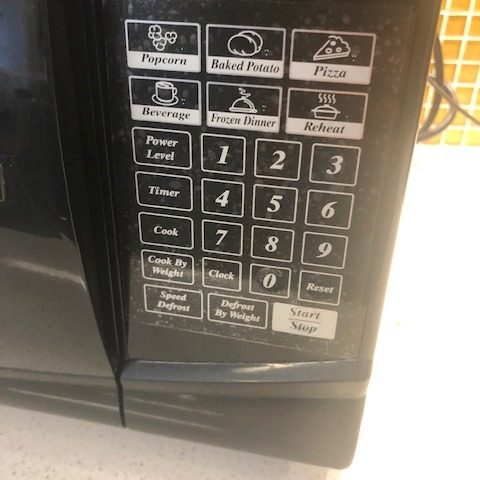 Popcorn
Baked Potato
Pizza
Beverage
Frozen Dinner
Reheat
Power
Level
1
2
3
Timer
4
5
6
Cook
7
8
9
Cook By
Weight
Clock
0
Reset
Speed
Defrost
Defrost
By Weight
Start
Stop